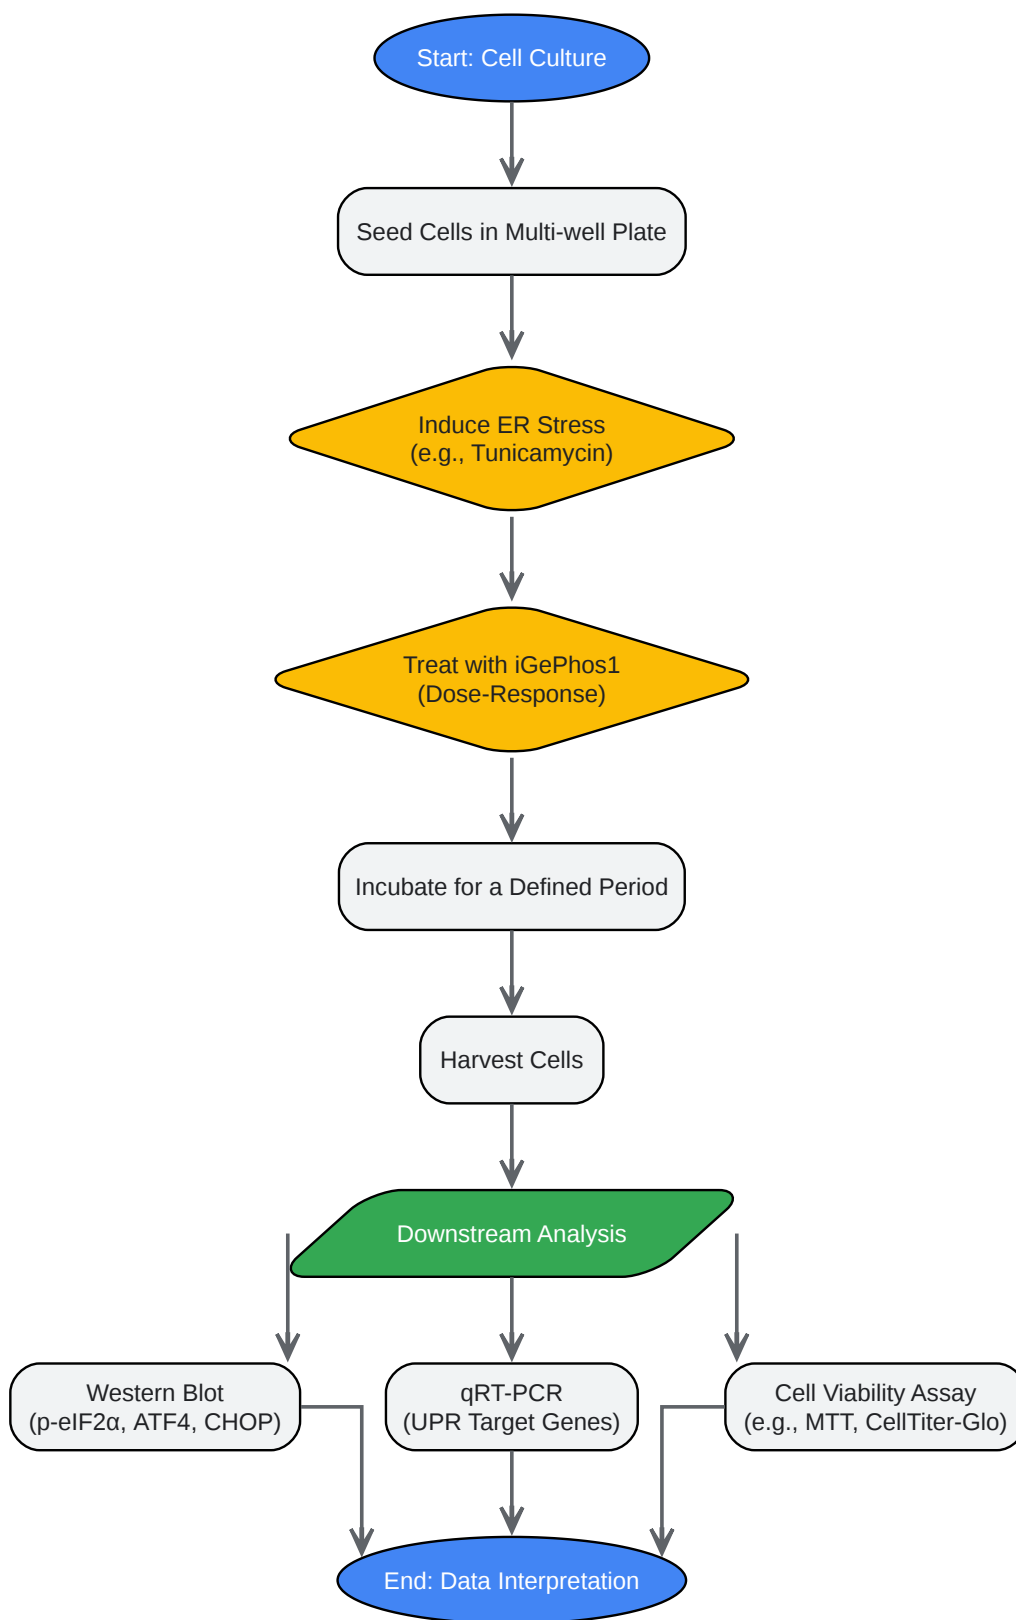 Start: Cell Culture
Seed Cells in Multi-well Plate
Induce ER Stress
(e.g., Tunicamycin)
Treat with iGePhos1
(Dose-Response)
Incubate for a Defined Period
Harvest Cells
Downstream Analysis
Western Blot
(p-eIF2α, ATF4, CHOP)
qRT-PCR
(UPR Target Genes)
Cell Viability Assay
(e.g., MTT, CellTiter-Glo)
End: Data Interpretation